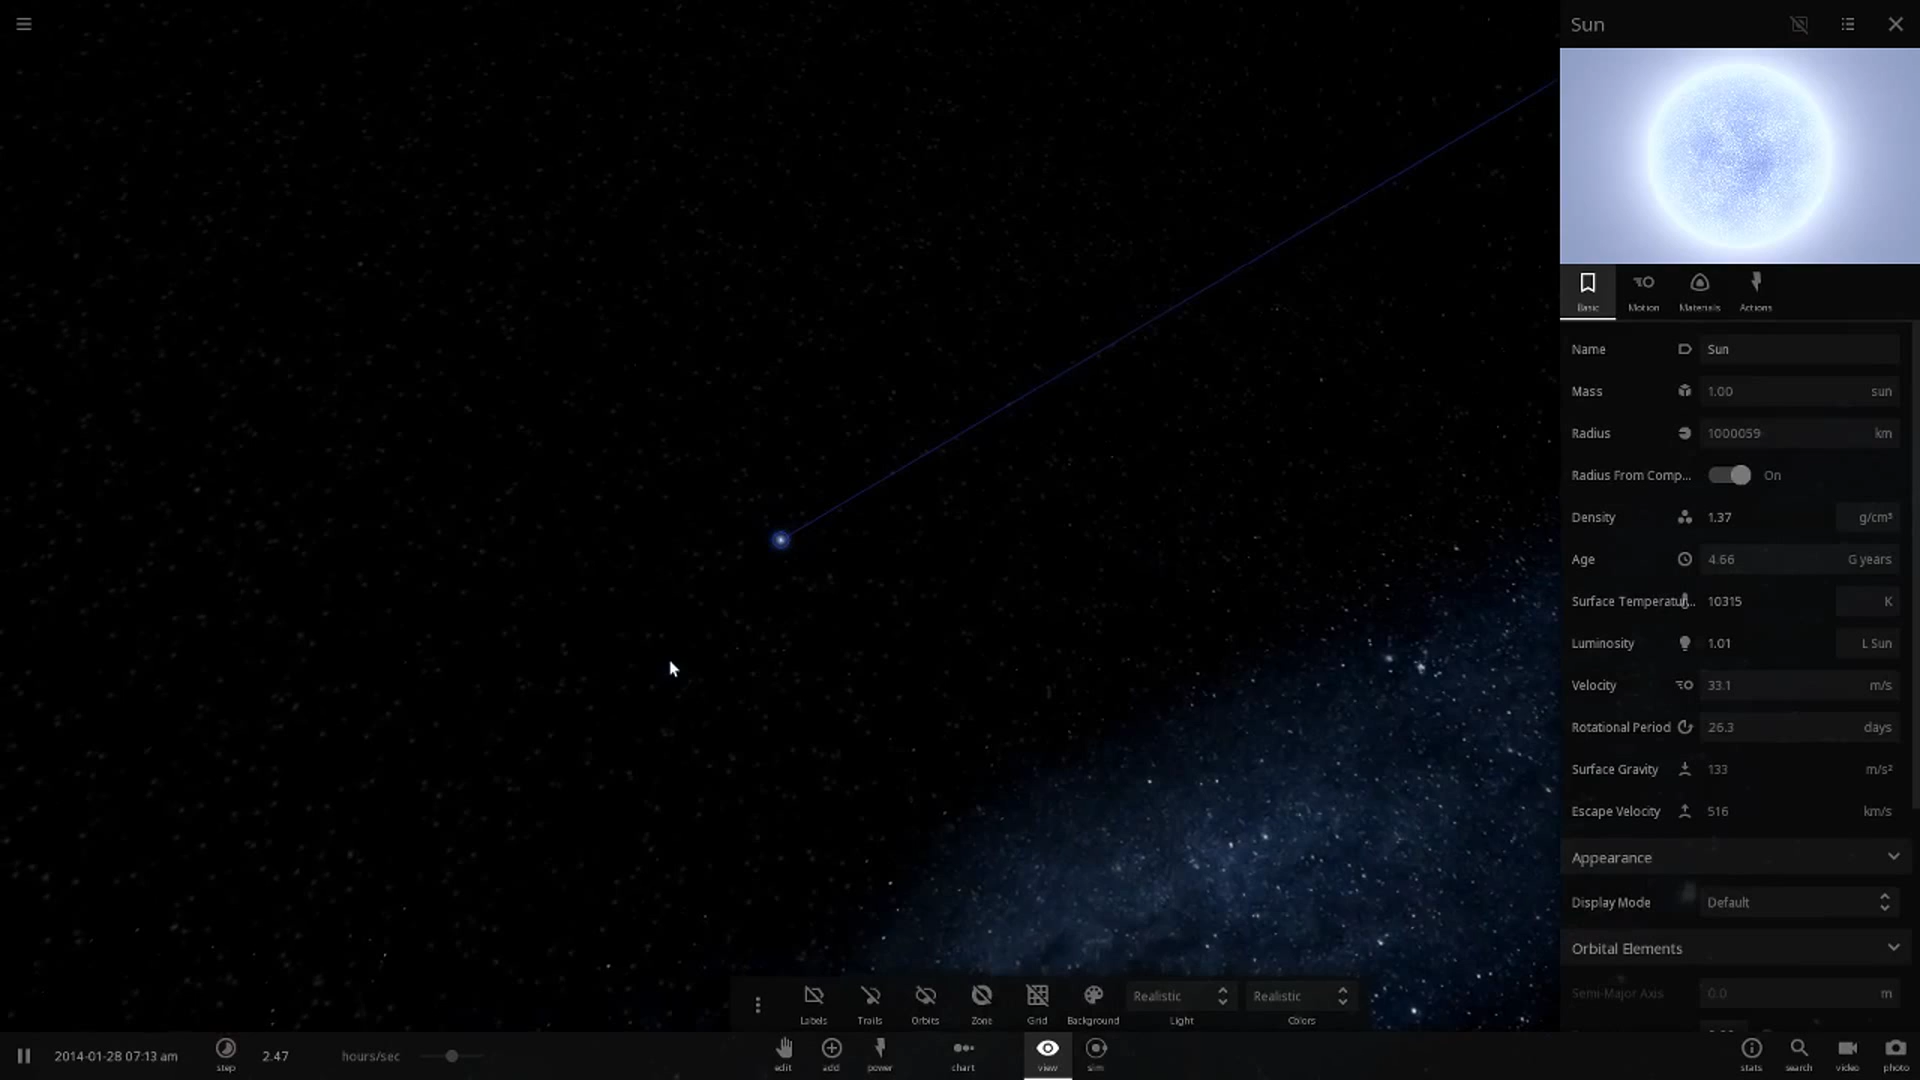 Sun
Basic
Motion
Materials
Actions
Name Sun
Mass 1.00 sun
Radius 1000059 km
Radius From Comp... On
Density 1.37 g/cm³
Age 4.66 G years
Surface Temperatur... 10315 K
Luminosity 1.01 L Sun
Velocity 33.1 m/s
Rotational Period 26.3 days
Surface Gravity 133 m/s²
Escape Velocity 516 km/s
Appearance
Display Mode Default
Orbital Elements
Semi-Major Axis 0.0 m
Realistic Realistic
Labels Trails Orbits Zone Grid Background Light Colors
2014-01-28 07:13 am step 2.47 hours/sec
edit add power chart view sim
stats search video photo